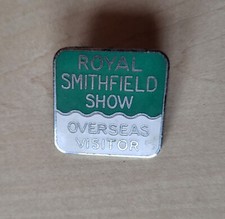 ROYAL
SMITHFIELD
SHOW
OVERSEAS
VISITOR